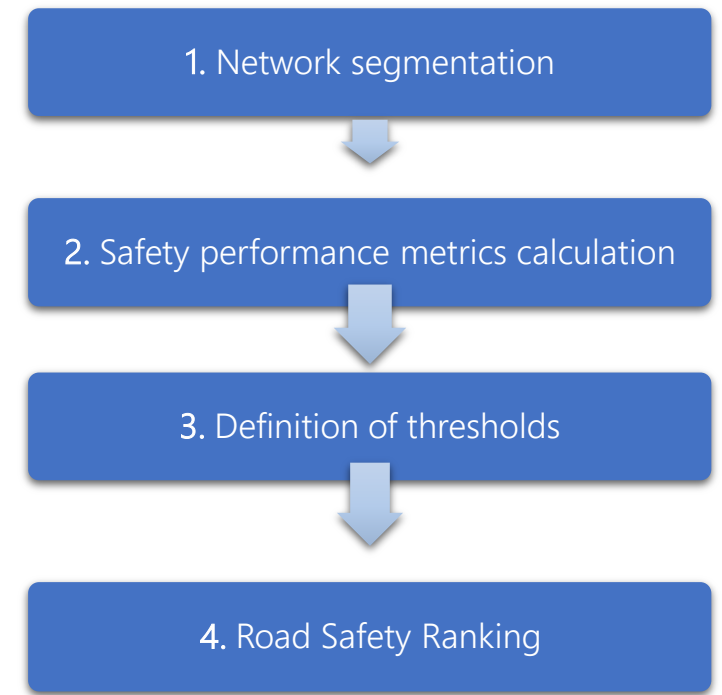 1. Network segmentation
2. Safety performance metrics calculation
3. Definition of thresholds
4. Road Safety Ranking